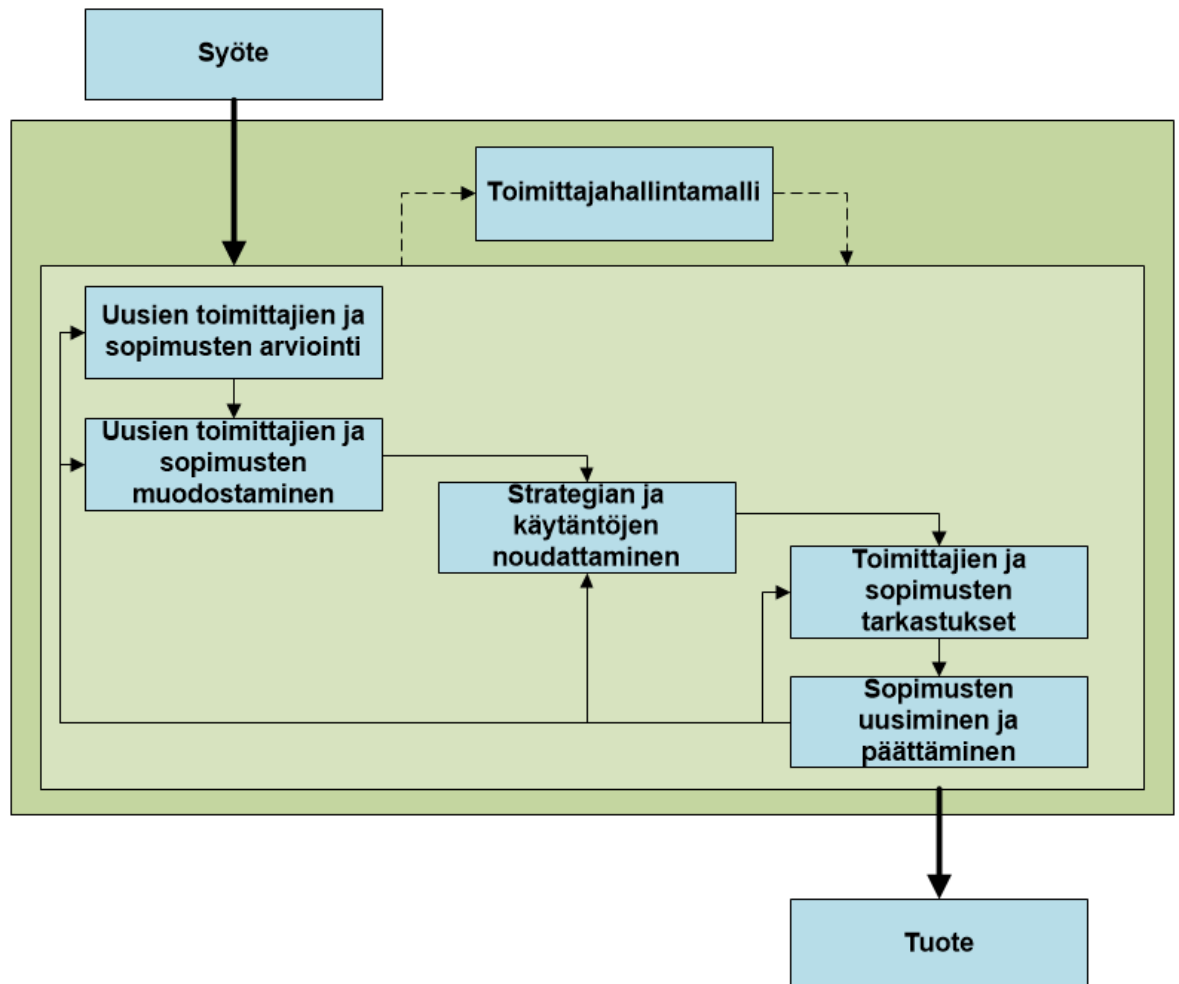 Syöte
Toimittajahallintamalli
Uusien toimittajien ja
sopimusten arviointi
Uusien toimittajien ja
sopimusten
muodostaminen
Strategian ja
käytäntöjen
noudattaminen
Toimittajien ja
sopimusten
tarkastukset
Sopimusten
uusiminen ja
päättäminen
Tuote